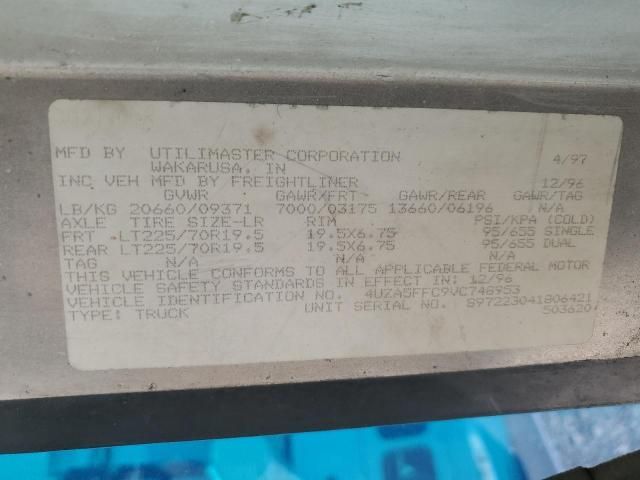 MFD BY UTILIMASTER CORPORATION 4/97
WAKARUSA, IN
INC VEH MFD BY FREIGHTLINER 12/96
GVWR GAWR/FRT GAWR/REAR GAWR/TAG
LB/KG 20660/09371 7000/03175 13660/06196 N/A
AXLE TIRE SIZE-LR RIM PSI/KPA (COLD)
FRT LT225/70R19.5 19.5X6.75 95/655 SINGLE
REAR LT225/70R19.5 19.5X6.75 95/655 DUAL
TAG N/A N/A N/A
THIS VEHICLE CONFORMS TO ALL APPLICABLE FEDERAL MOTOR
VEHICLE SAFETY STANDARDS IN EFFECT IN: 12/96
VEHICLE IDENTIFICATION NO. 4UZA5FFC9VC748953
TYPE: TRUCK UNIT SERIAL NO. S97223041806421
503620